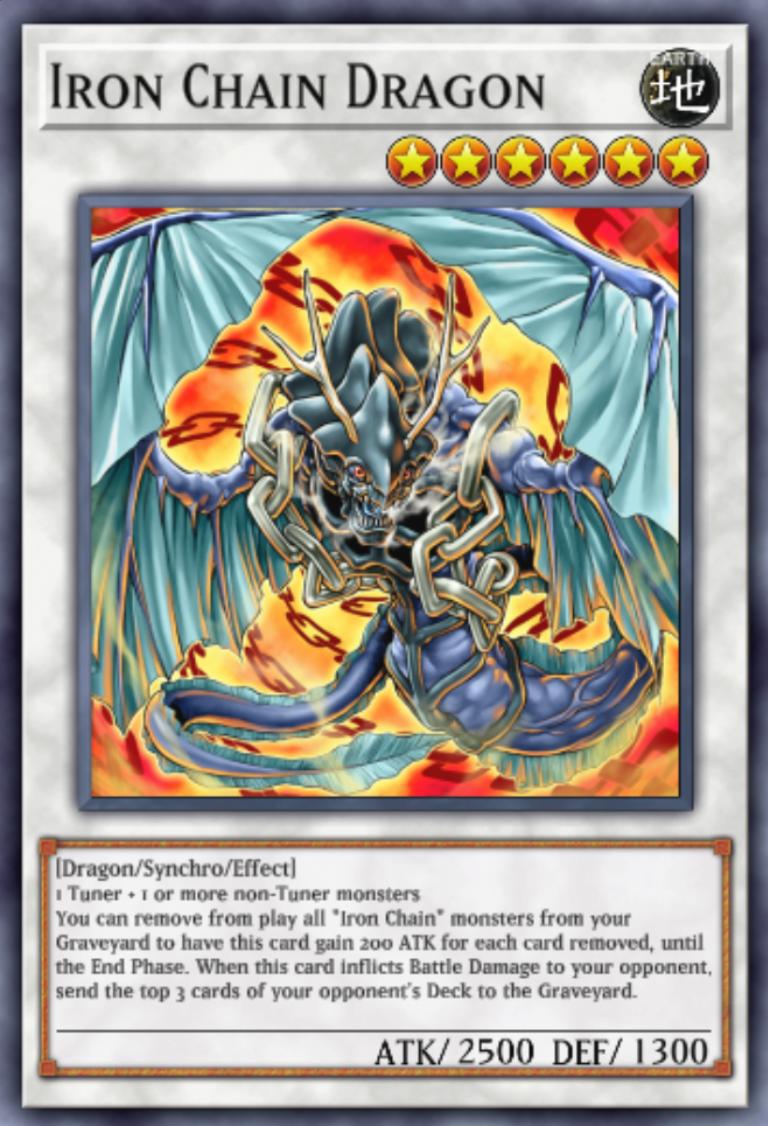 Iron Chain Dragon
EARTH
地
[Dragon/Synchro/Effect]
1 Tuner + 1 or more non-Tuner monsters
You can remove from play all "Iron Chain" monsters from your
Graveyard to have this card gain 200 ATK for each card removed, until
the End Phase. When this card inflicts Battle Damage to your opponent,
send the top 3 cards of your opponent's Deck to the Graveyard.
ATK/ 2500 DEF/ 1300